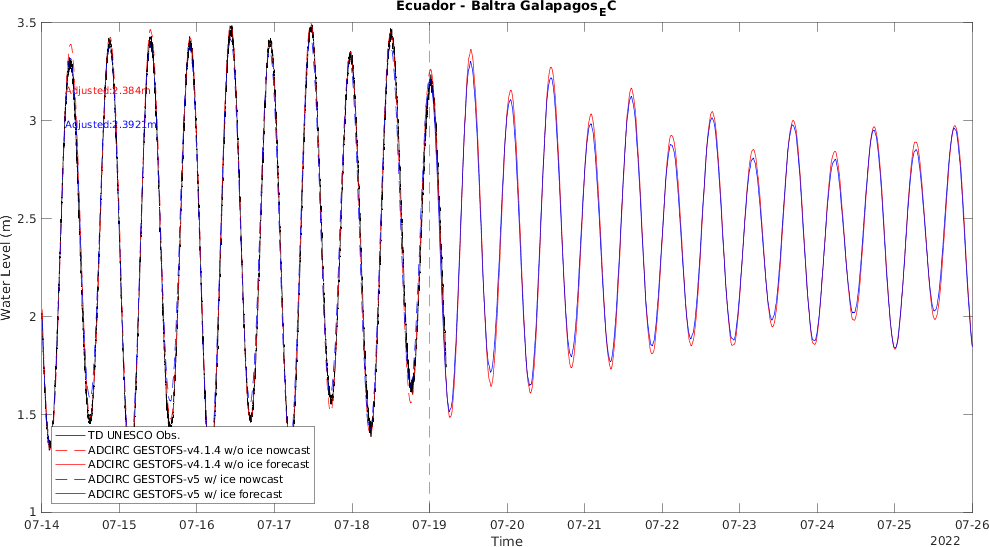 Ecuador - Baltra Galapagos_EC
Water Level (m)
3.5
3
2.5
2
1.5
1
Adjusted:2.384m
Adjusted:2.3921m
TD UNESCO Obs.
ADCIRC GESTOFS-v4.1.4 w/o ice nowcast
ADCIRC GESTOFS-v4.1.4 w/o ice forecast
ADCIRC GESTOFS-v5 w/ ice nowcast
ADCIRC GESTOFS-v5 w/ ice forecast
07-14 07-15 07-16 07-17 07-18 07-19 07-20 07-21 07-22 07-23 07-24 07-25 07-26
Time
2022